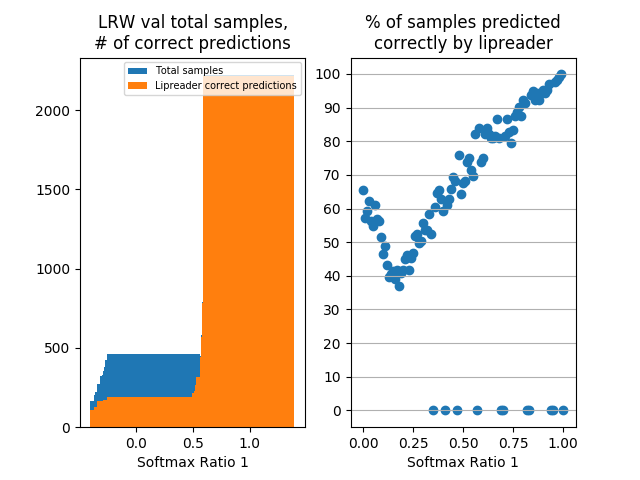 LRW val total samples,
# of correct predictions
Total samples
Lipreader correct predictions
2000
1500
1000
500
0
0.0 0.5 1.0
Softmax Ratio 1
% of samples predicted
correctly by lipreader
100
90
80
70
60
50
40
30
20
10
0
0.00 0.25 0.50 0.75 1.00
Softmax Ratio 1